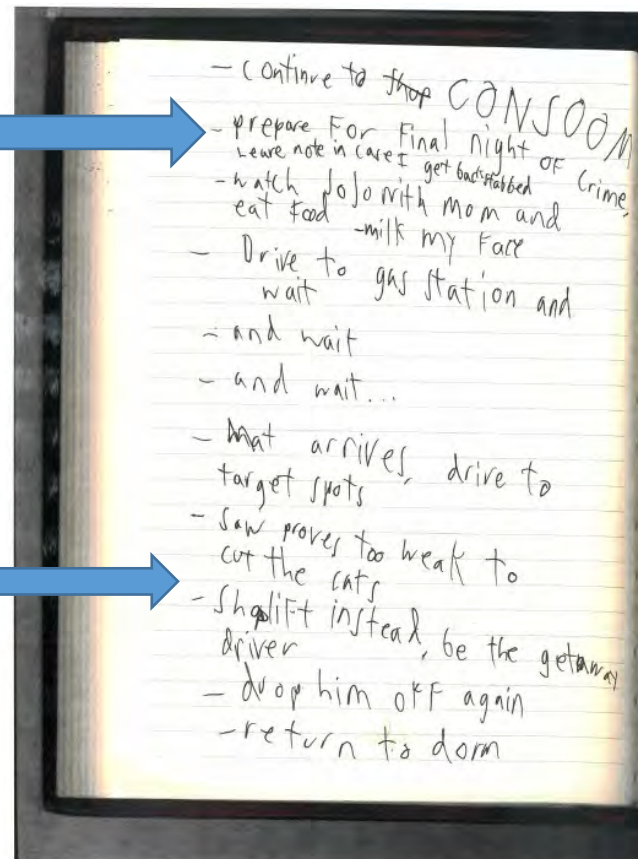 - continue to shop CONSOOM
- prepare For Final night of Crime,
Leave note in case I get backstabbed
- watch JoJo with mom and
eat Food -milk my Face
- Drive to gas station and
wait
- and wait
- and wait...
- Mat arrives, drive to
target spots
- Saw proves too weak to
cut the cats
- ShopliFt instead, be the getaway
driver
- drop him oFF again
- return to dorm